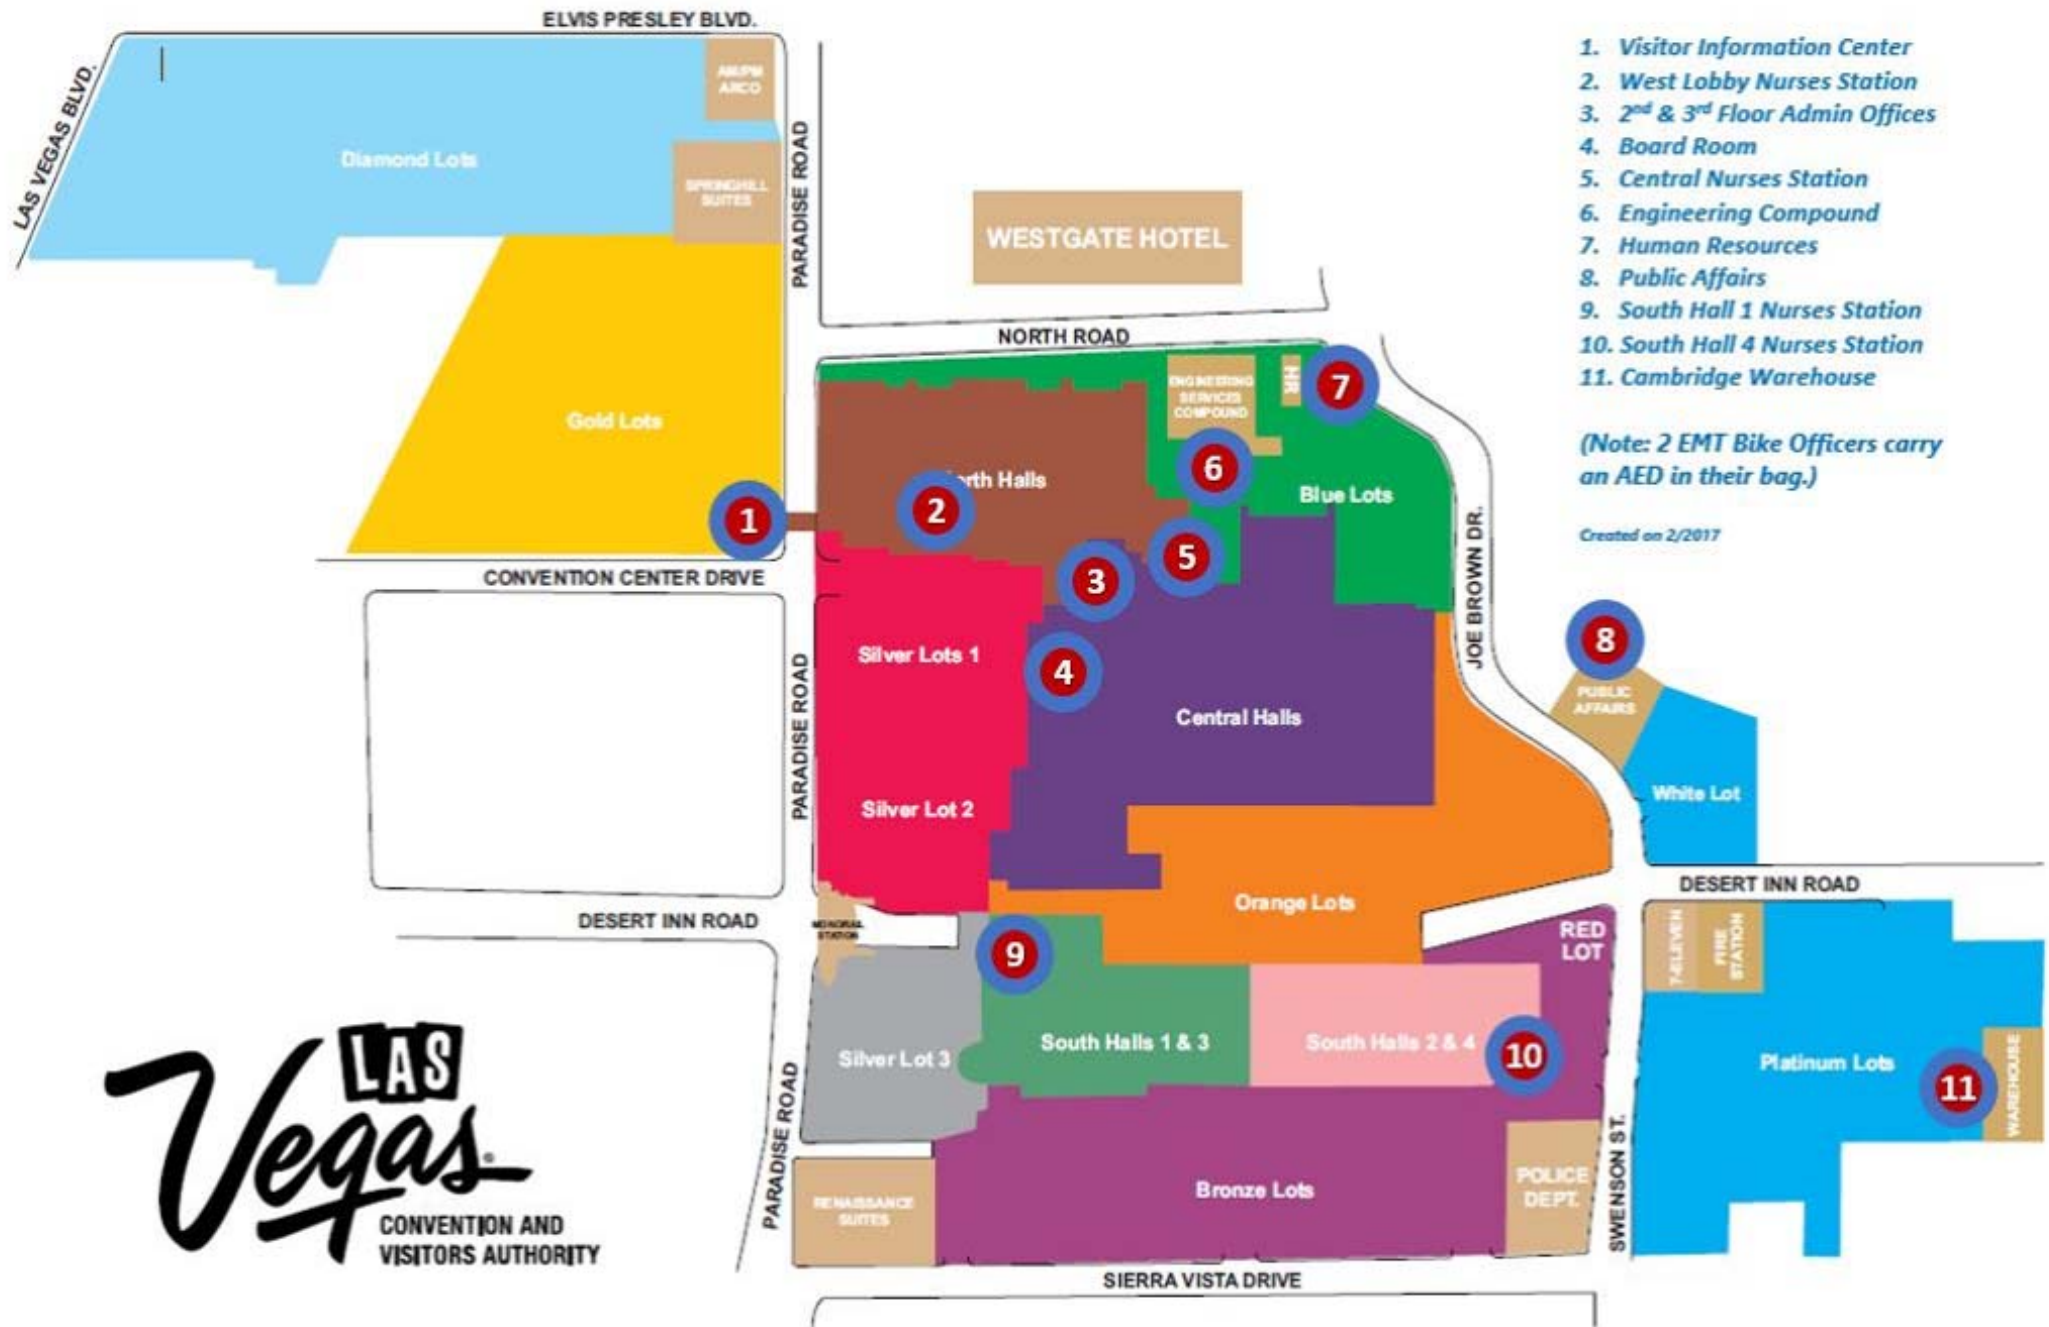 ELVIS PRESLEY BLVD.
LAS VEGAS BLVD.
AM/PM
ARCO
Diamond Lots
SPRINGHILL
SUITES
PARADISE ROAD
WESTGATE HOTEL
NORTH ROAD
1. Visitor Information Center
2. West Lobby Nurses Station
3. 2nd & 3rd Floor Admin Offices
4. Board Room
5. Central Nurses Station
6. Engineering Compound
7. Human Resources
8. Public Affairs
9. South Hall 1 Nurses Station
10. South Hall 4 Nurses Station
11. Cambridge Warehouse
(Note: 2 EMT Bike Officers carry
an AED in their bag.)
Created on 2/2017
ENGINEERING
SERVICES
COMPOUND
HR
7
Gold Lots
6
orth Halls
Blue Lots
1
2
5
3
CONVENTION CENTER DRIVE
JOE BROWN DR.
8
Silver Lots 1
4
PUBLIC
AFFAIRS
Central Halls
PARADISE ROAD
Silver Lot 2
White Lot
DESERT INN ROAD
Orange Lots
DESERT INN ROAD
MONORAIL
STATION
RED
LOT
7-ELEVEN
FIRE
STATION
9
South Halls 1 & 3
South Halls 2 & 4
10
Silver Lot 3
Platinum Lots
11
WAREHOUSE
PARADISE ROAD
SWENSON ST.
Bronze Lots
POLICE
DEPT.
RENAISSANCE
SUITES
SIERRA VISTA DRIVE
LAS
Vegas
CONVENTION AND
VISITORS AUTHORITY